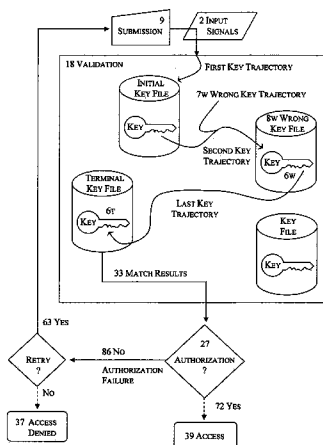 9
SUBMISSION
2 INPUT
SIGNALS
18 VALIDATION
FIRST KEY TRAJECTORY
INITIAL
KEY FILE
KEY
7W WRONG KEY TRAJECTORY
8W WRONG
KEY FILE
KEY
6W
SECOND KEY
TRAJECTORY
TERMINAL
KEY FILE
6T
KEY
LAST KEY
TRAJECTORY
KEY
FILE
KEY
33 MATCH RESULTS
63 YES
RETRY
?
86 NO
AUTHORIZATION
FAILURE
27
AUTHORIZATION
?
NO
72 YES
37 ACCESS
DENIED
39 ACCESS